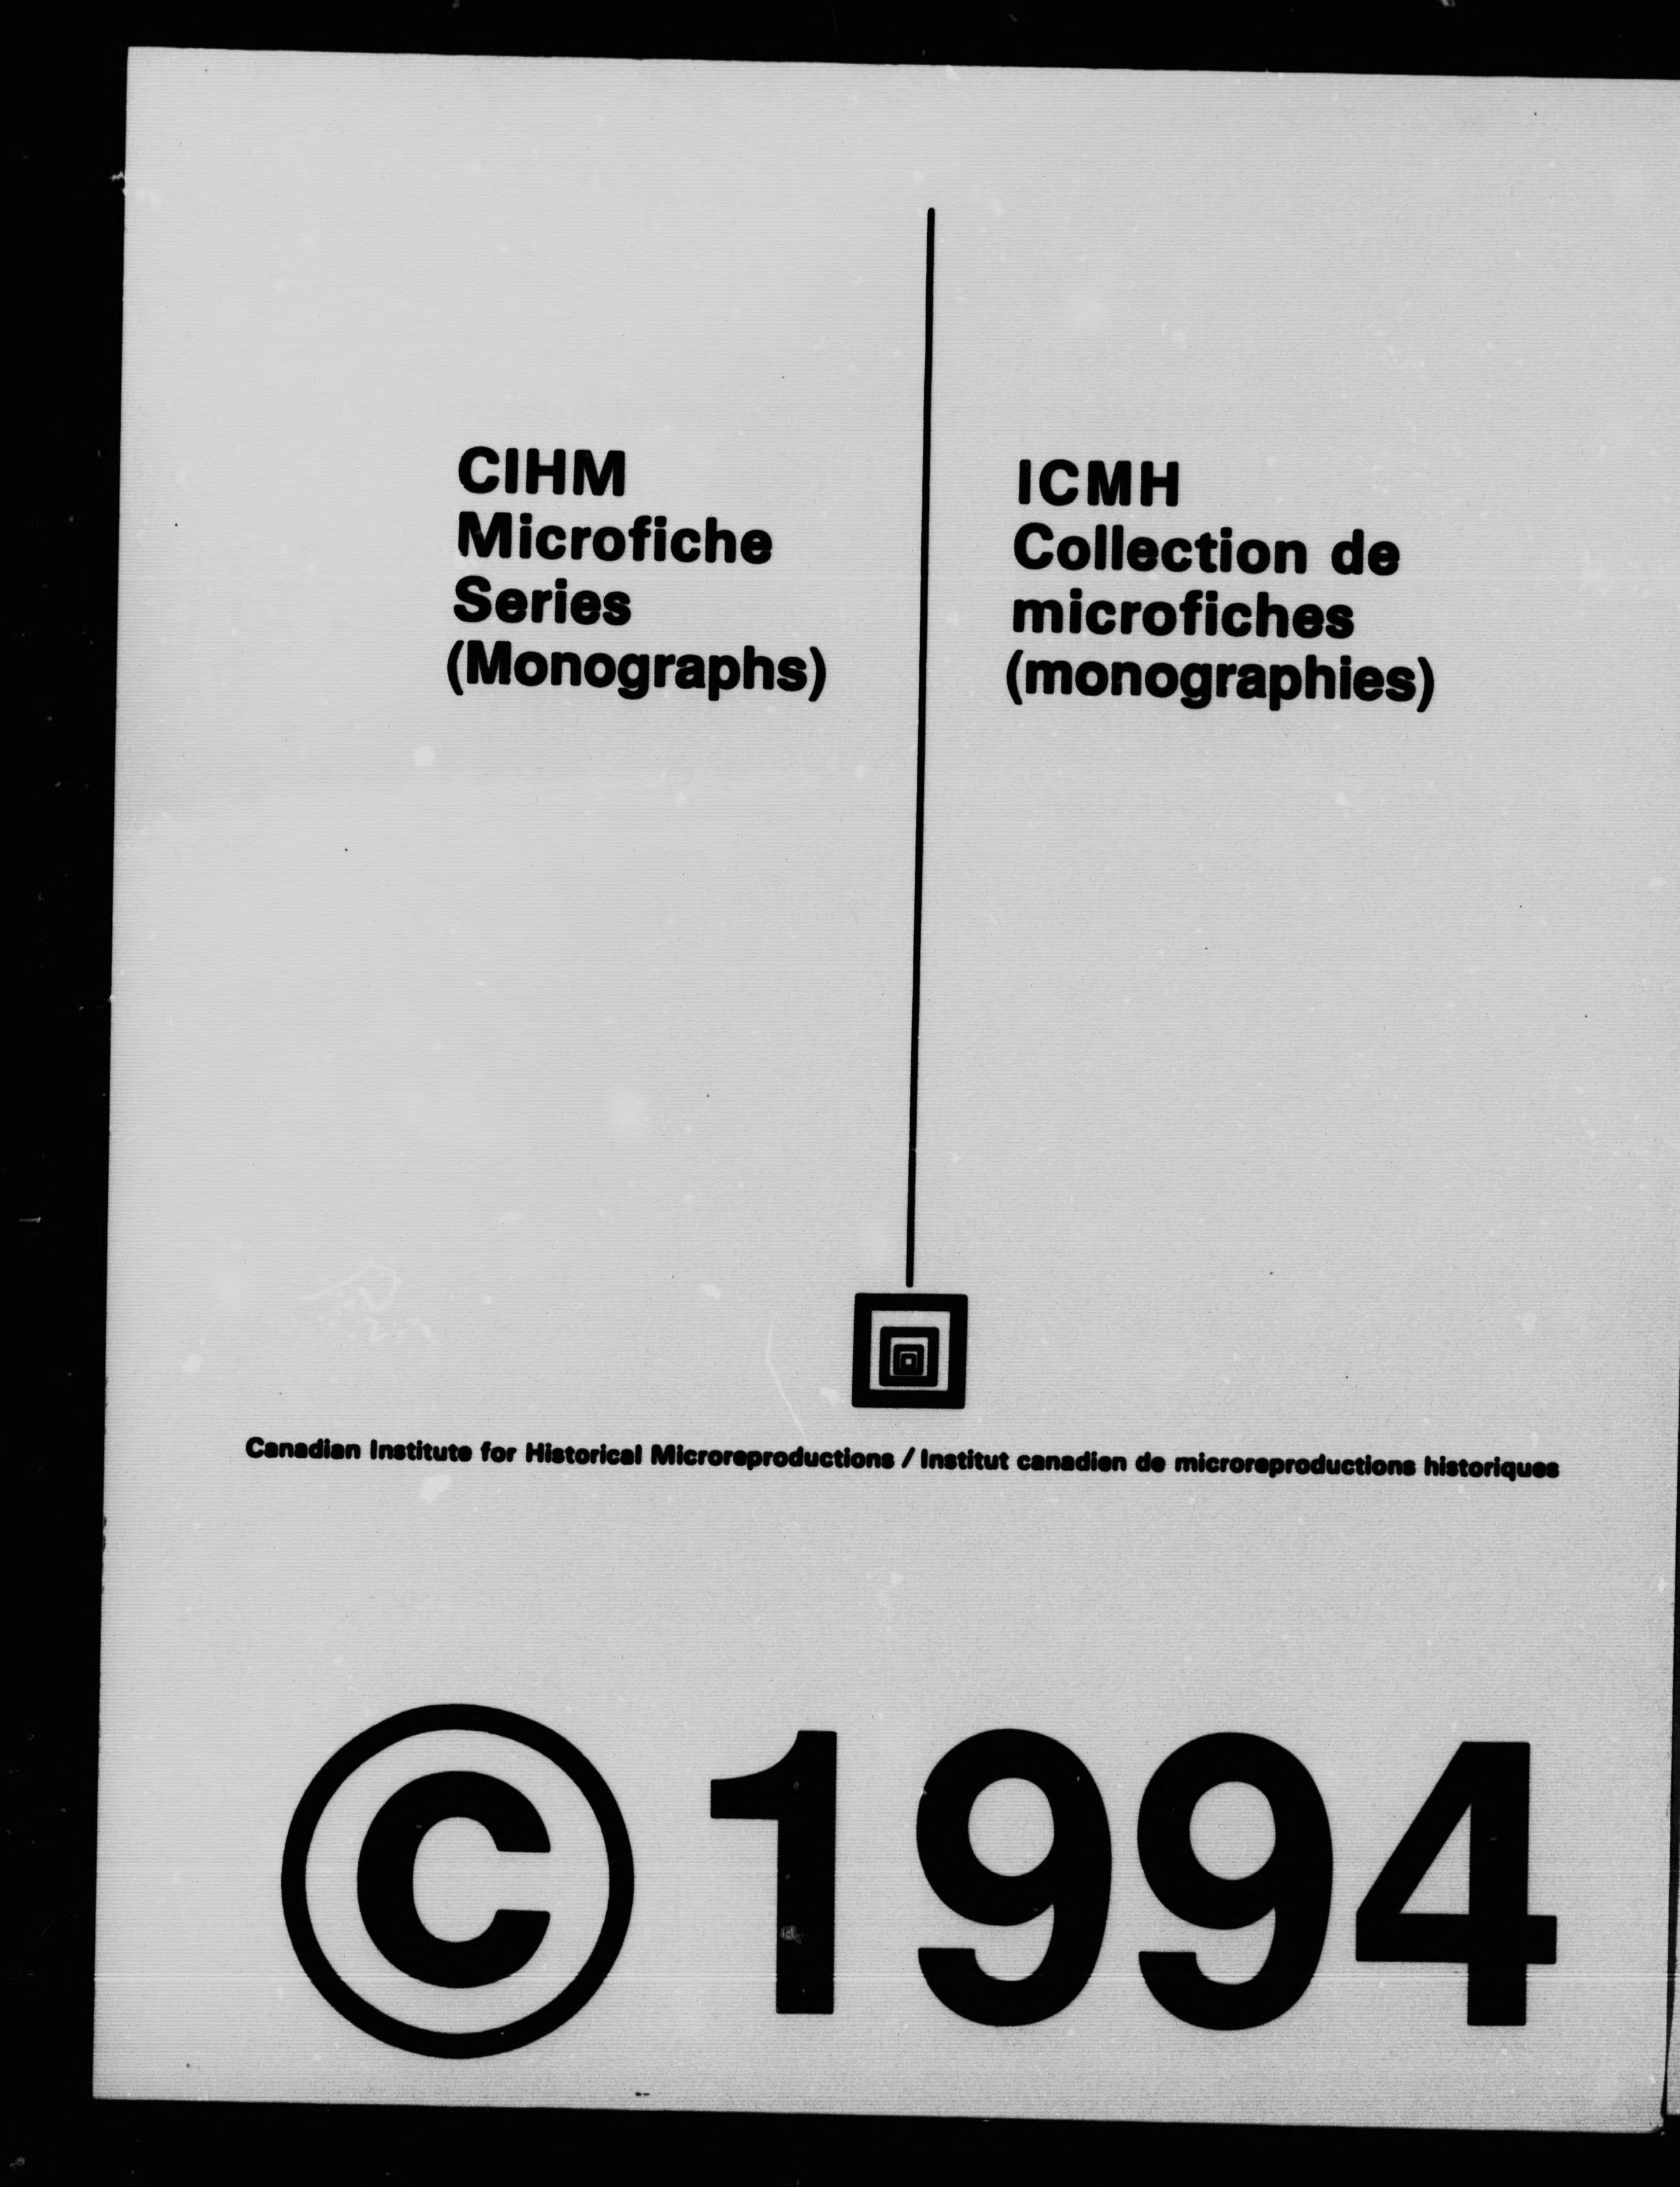 CIHM
Microfiche
Series
(Monographs)
ICMH
Collection de
microfiches
(monographies)
Canadian Institute for Historical Microreproductions / Institut canadien de microreproductions historiques
©1994